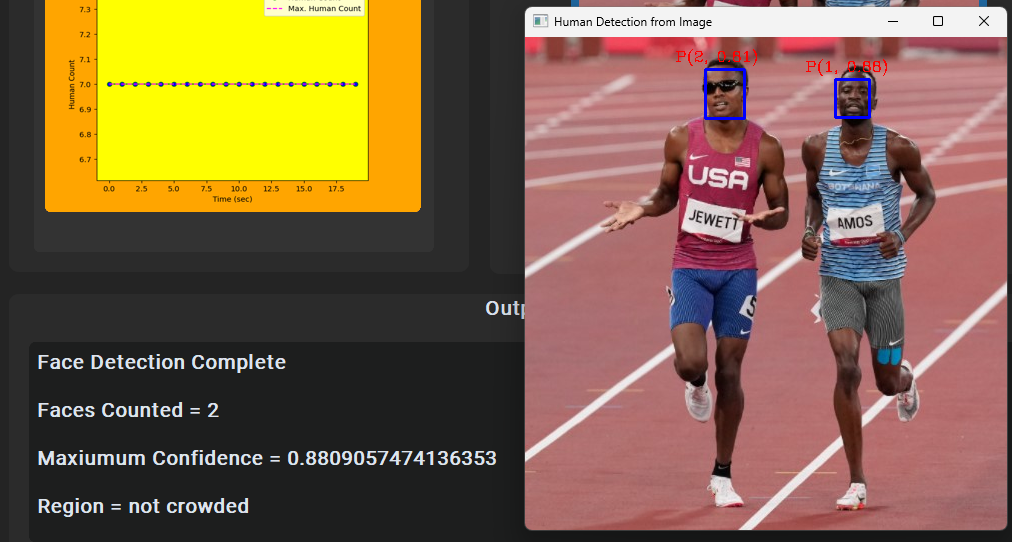 Max. Human Count
7.3
7.2
7.1
7.0
6.9
6.8
6.7
Human Count
0.0 2.5 5.0 7.5 10.0 12.5 15.0 17.5
Time (sec)
Human Detection from Image
P(2, 0.81)
P(1, 0.88)
USA
JEWETT
BOTSWANA
AMOS
5
Face Detection Complete
Faces Counted = 2
Maxiumum Confidence = 0.8809057474136353
Region = not crowded